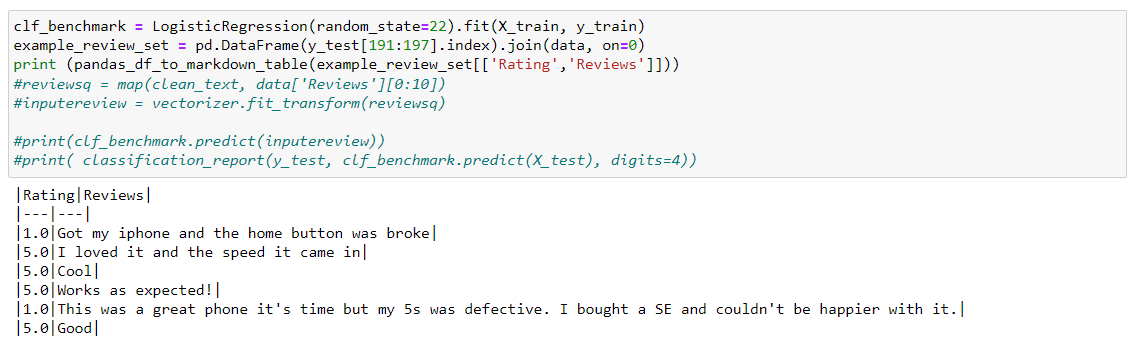 clf_benchmark = LogisticRegression(random_state=22).fit(X_train, y_train)
example_review_set = pd.DataFrame(y_test[191:197].index).join(data, on=0)
print (pandas_df_to_markdown_table(example_review_set[['Rating','Reviews']]))
#reviewsq = map(clean_text, data['Reviews'][0:10])
#inputereview = vectorizer.fit_transform(reviewsq)
#print(clf_benchmark.predict(inputereview))
#print( classification_report(y_test, clf_benchmark.predict(X_test), digits=4))
|Rating|Reviews|
|---|---|
|1.0|Got my iphone and the home button was broke|
|5.0|I loved it and the speed it came in|
|5.0|Cool|
|5.0|Works as expected!|
|1.0|This was a great phone it's time but my 5s was defective. I bought a SE and couldn't be happier with it.|
|5.0|Good|